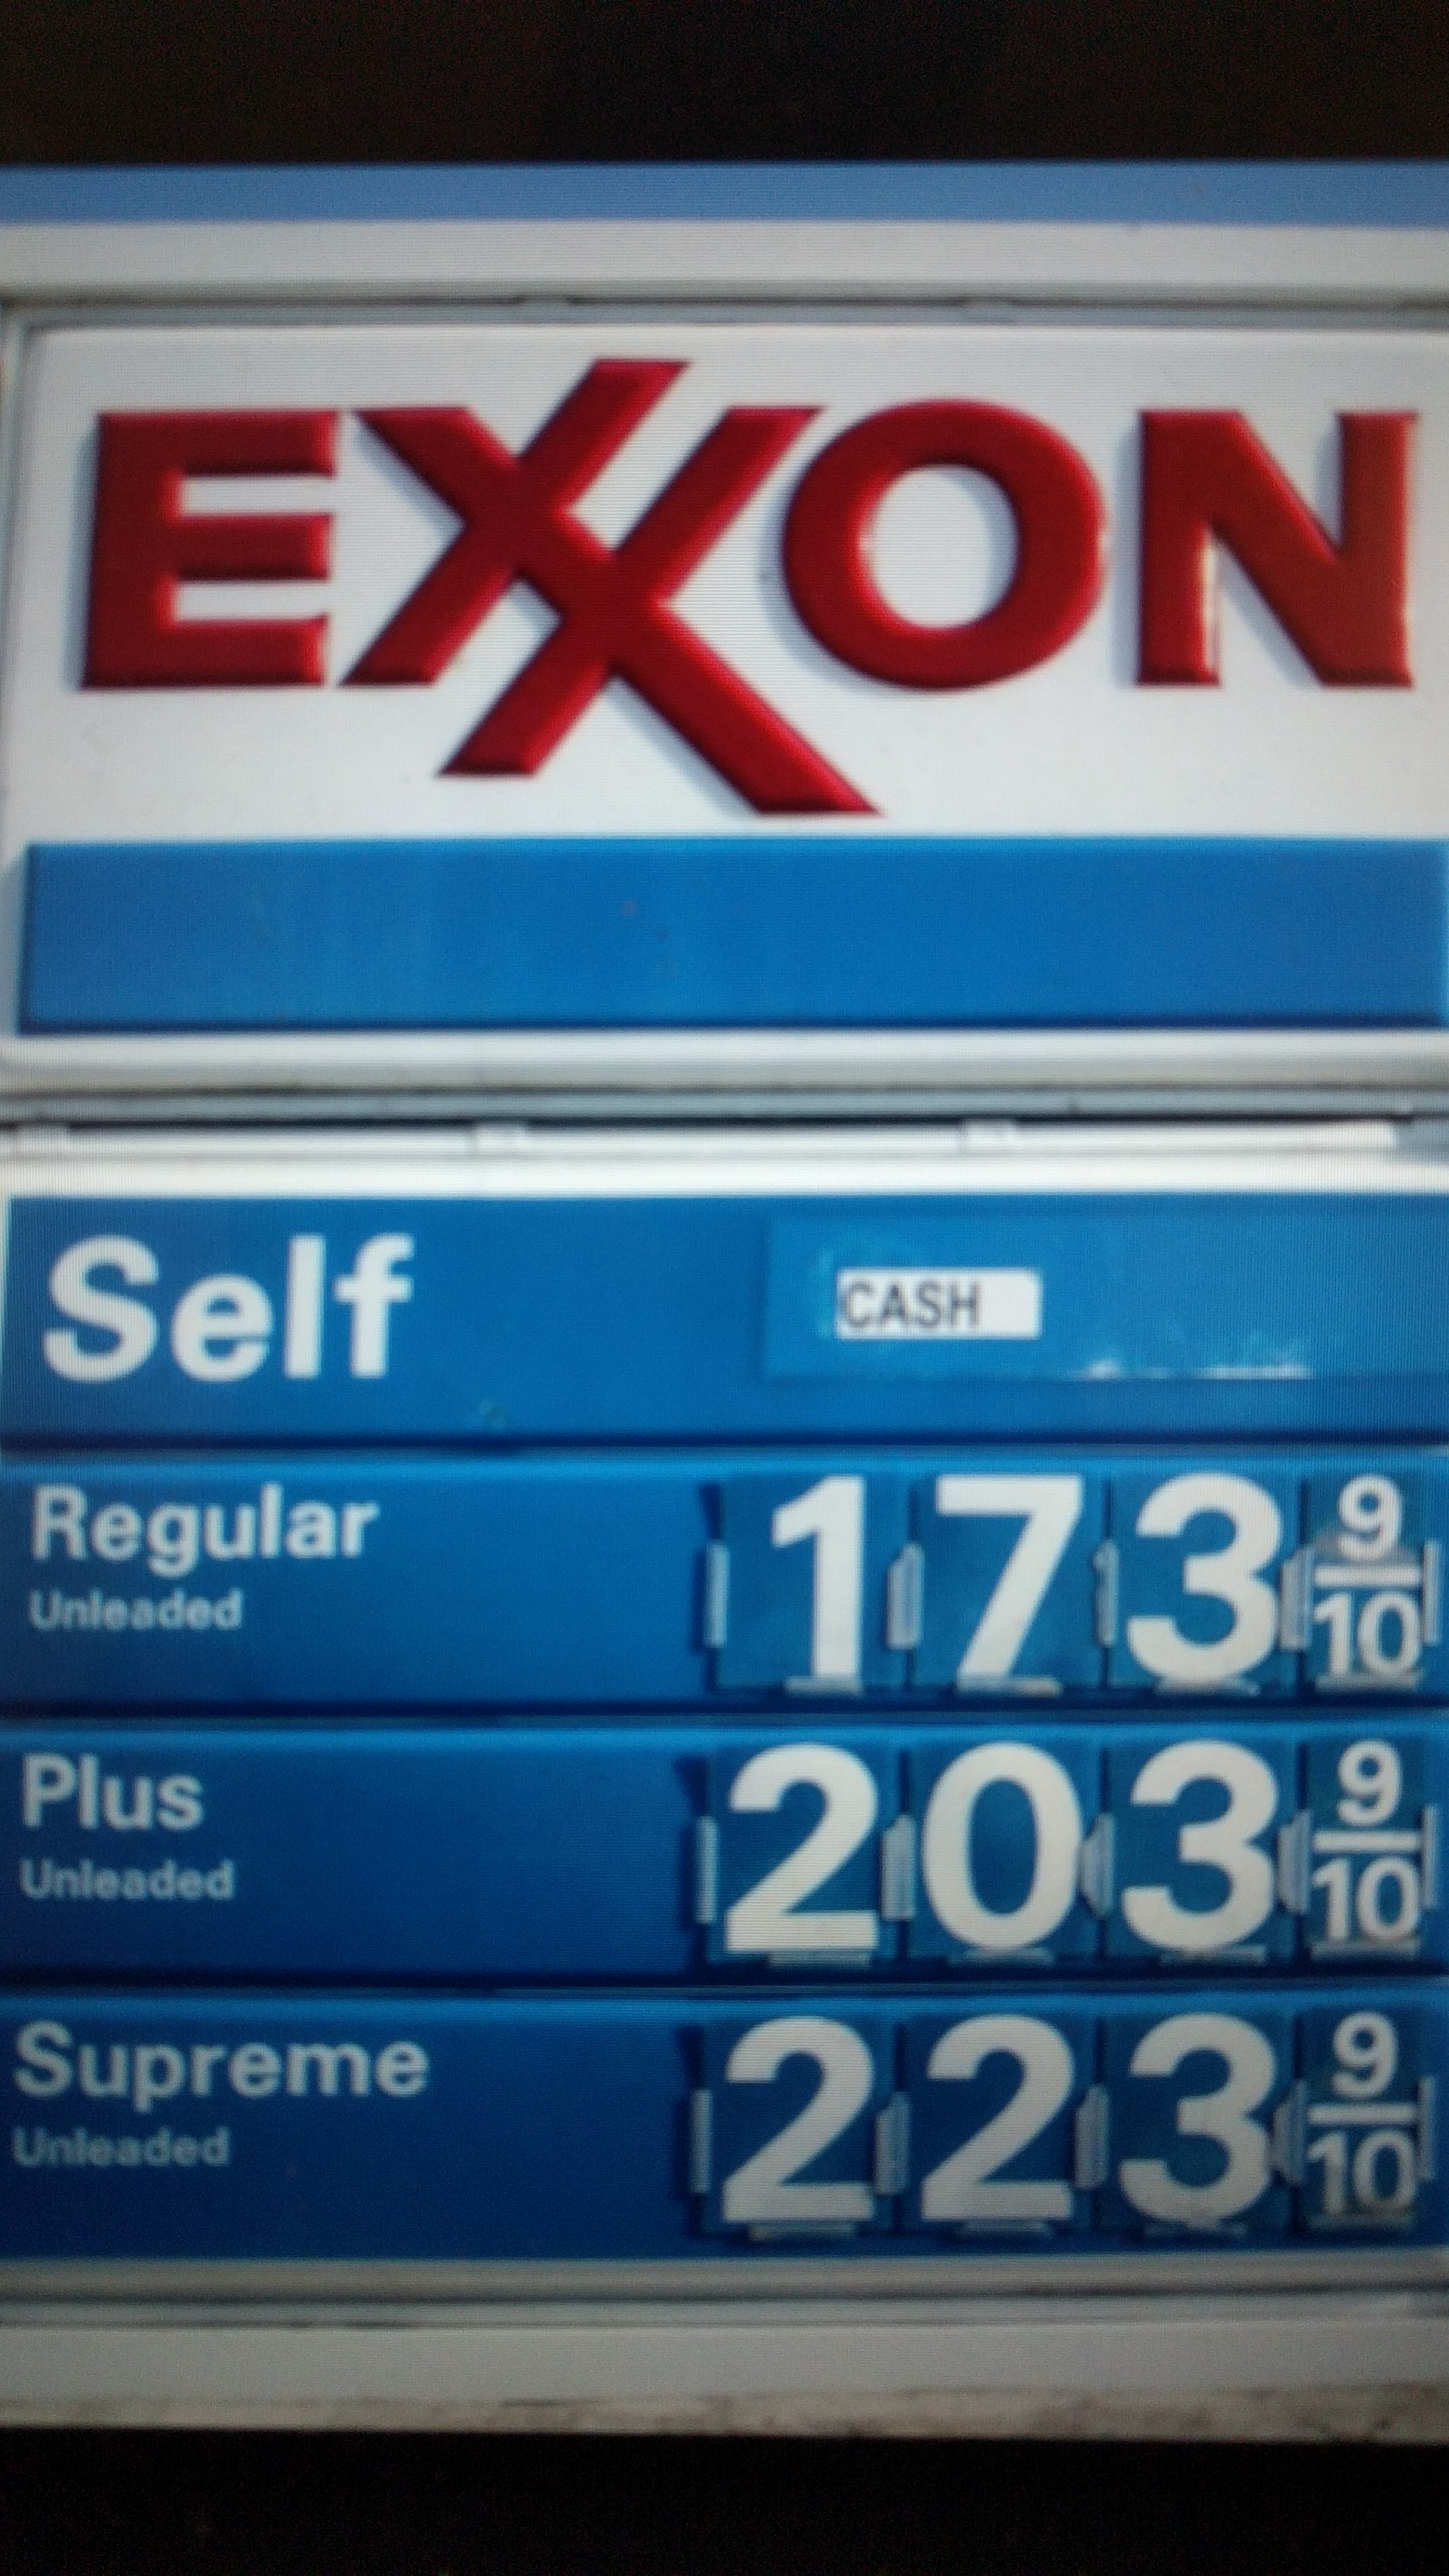 EXXON
Self CASH
Regular 173 9/10
Unleaded
Plus 203 9/10
Unleaded
Supreme 223 9/10
Unleaded